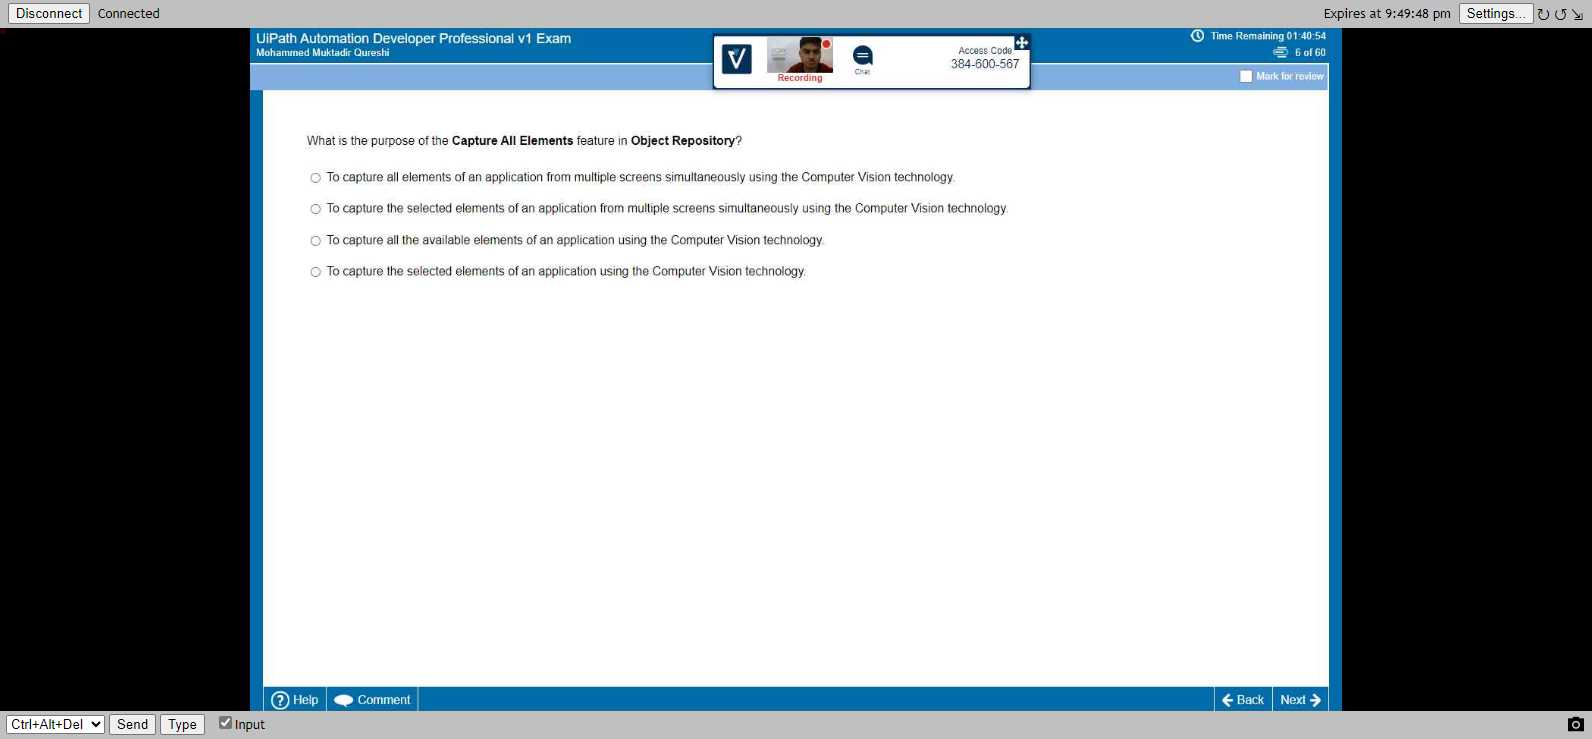 Disconnect Connected Expires at 9:49:48 pm Settings...
UiPath Automation Developer Professional v1 Exam
Mohammed Muktadir Qureshi
Recording
Chat
Access Code
384-600-567
Time Remaining 01:40:54
6 of 60
Mark for review
What is the purpose of the Capture All Elements feature in Object Repository?
To capture all elements of an application from multiple screens simultaneously using the Computer Vision technology.
To capture the selected elements of an application from multiple screens simultaneously using the Computer Vision technology.
To capture all the available elements of an application using the Computer Vision technology.
To capture the selected elements of an application using the Computer Vision technology.
Help Comment Back Next
Ctrl+Alt+Del Send Type Input